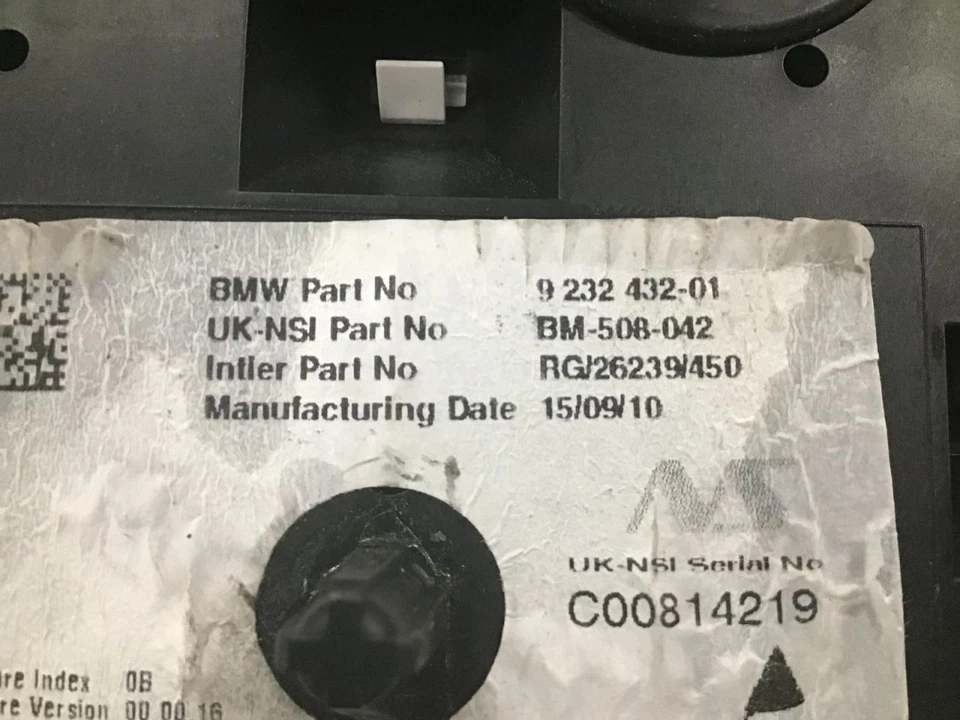 BMW Part No 9 232 432-01
UK-NSI Part No BM-508-042
Intier Part No RG/26239/450
Manufacturing Date 15/09/10
NSI
UK-NSI Serial No
C00814219
Index 0B
Version 00 00 16